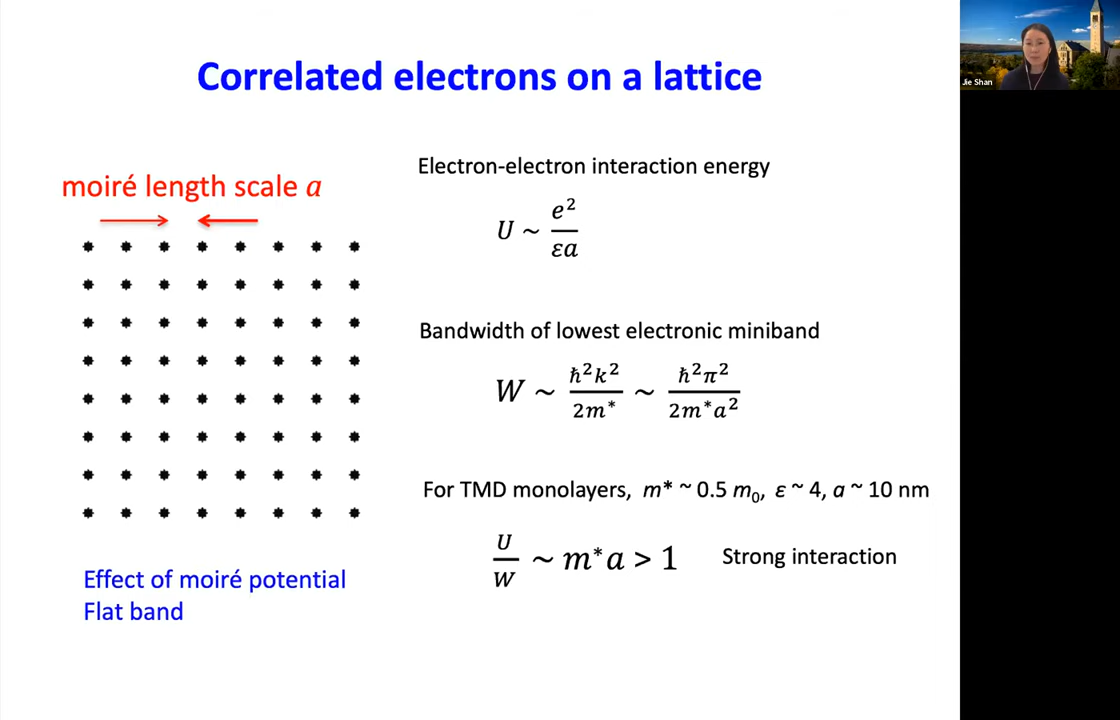 Correlated electrons on a lattice
Jie Shan
moiré length scale a
Electron-electron interaction energy
U ~ e²/εa
Bandwidth of lowest electronic miniband
W ~ ħ²k²/2m* ~ ħ²π²/2m*a²
For TMD monolayers, m* ~ 0.5 m₀, ε ~ 4, a ~ 10 nm
U/W ~ m*a > 1 Strong interaction
Effect of moiré potential
Flat band